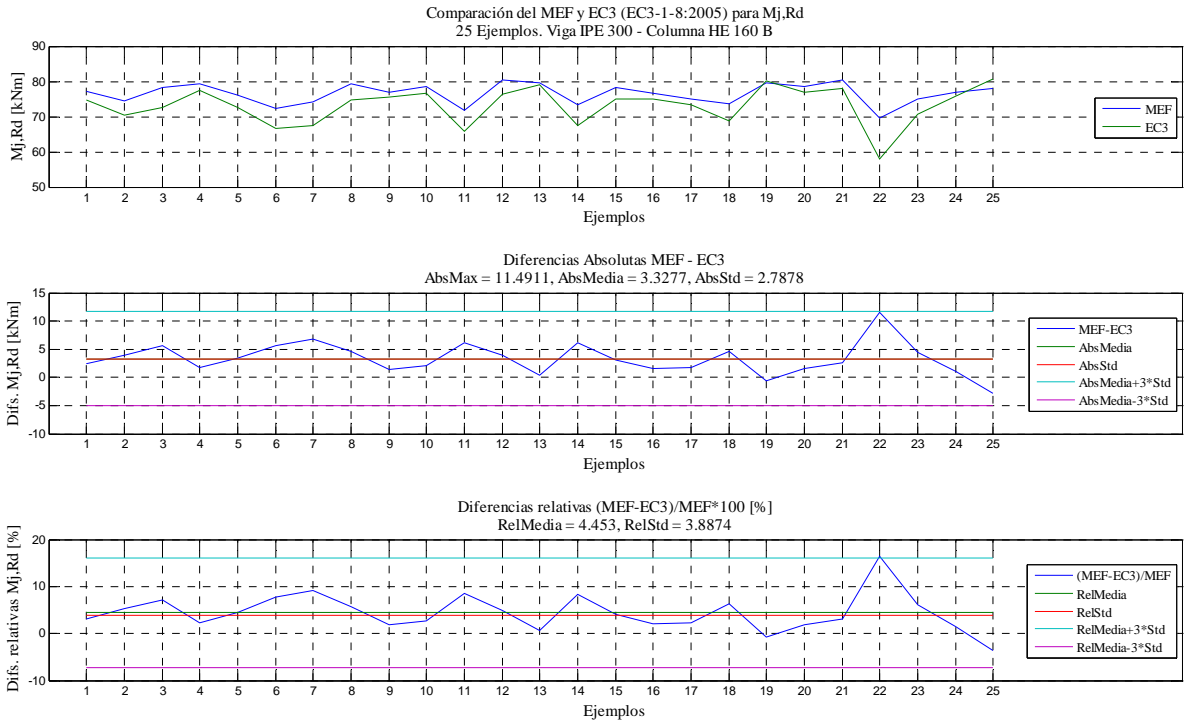 Comparación del MEF y EC3 (EC3-1-8:2005) para Mj,Rd
25 Ejemplos. Viga IPE 300 - Columna HE 160 B
Mj,Rd [kNm]
90
80
70
60
50
1 2 3 4 5 6 7 8 9 10 11 12 13 14 15 16 17 18 19 20 21 22 23 24 25
Ejemplos
MEF
EC3
Diferencias Absolutas MEF - EC3
AbsMax = 11.4911, AbsMedia = 3.3277, AbsStd = 2.7878
Difs. Mj,Rd [kNm]
15
10
5
0
-5
-10
1 2 3 4 5 6 7 8 9 10 11 12 13 14 15 16 17 18 19 20 21 22 23 24 25
Ejemplos
MEF-EC3
AbsMedia
AbsStd
AbsMedia+3*Std
AbsMedia-3*Std
Diferencias relativas (MEF-EC3)/MEF*100 [%]
RelMedia = 4.453, RelStd = 3.8874
Difs. relativas Mj,Rd [%]
20
10
0
-10
1 2 3 4 5 6 7 8 9 10 11 12 13 14 15 16 17 18 19 20 21 22 23 24 25
Ejemplos
(MEF-EC3)/MEF
RelMedia
RelStd
RelMedia+3*Std
RelMedia-3*Std